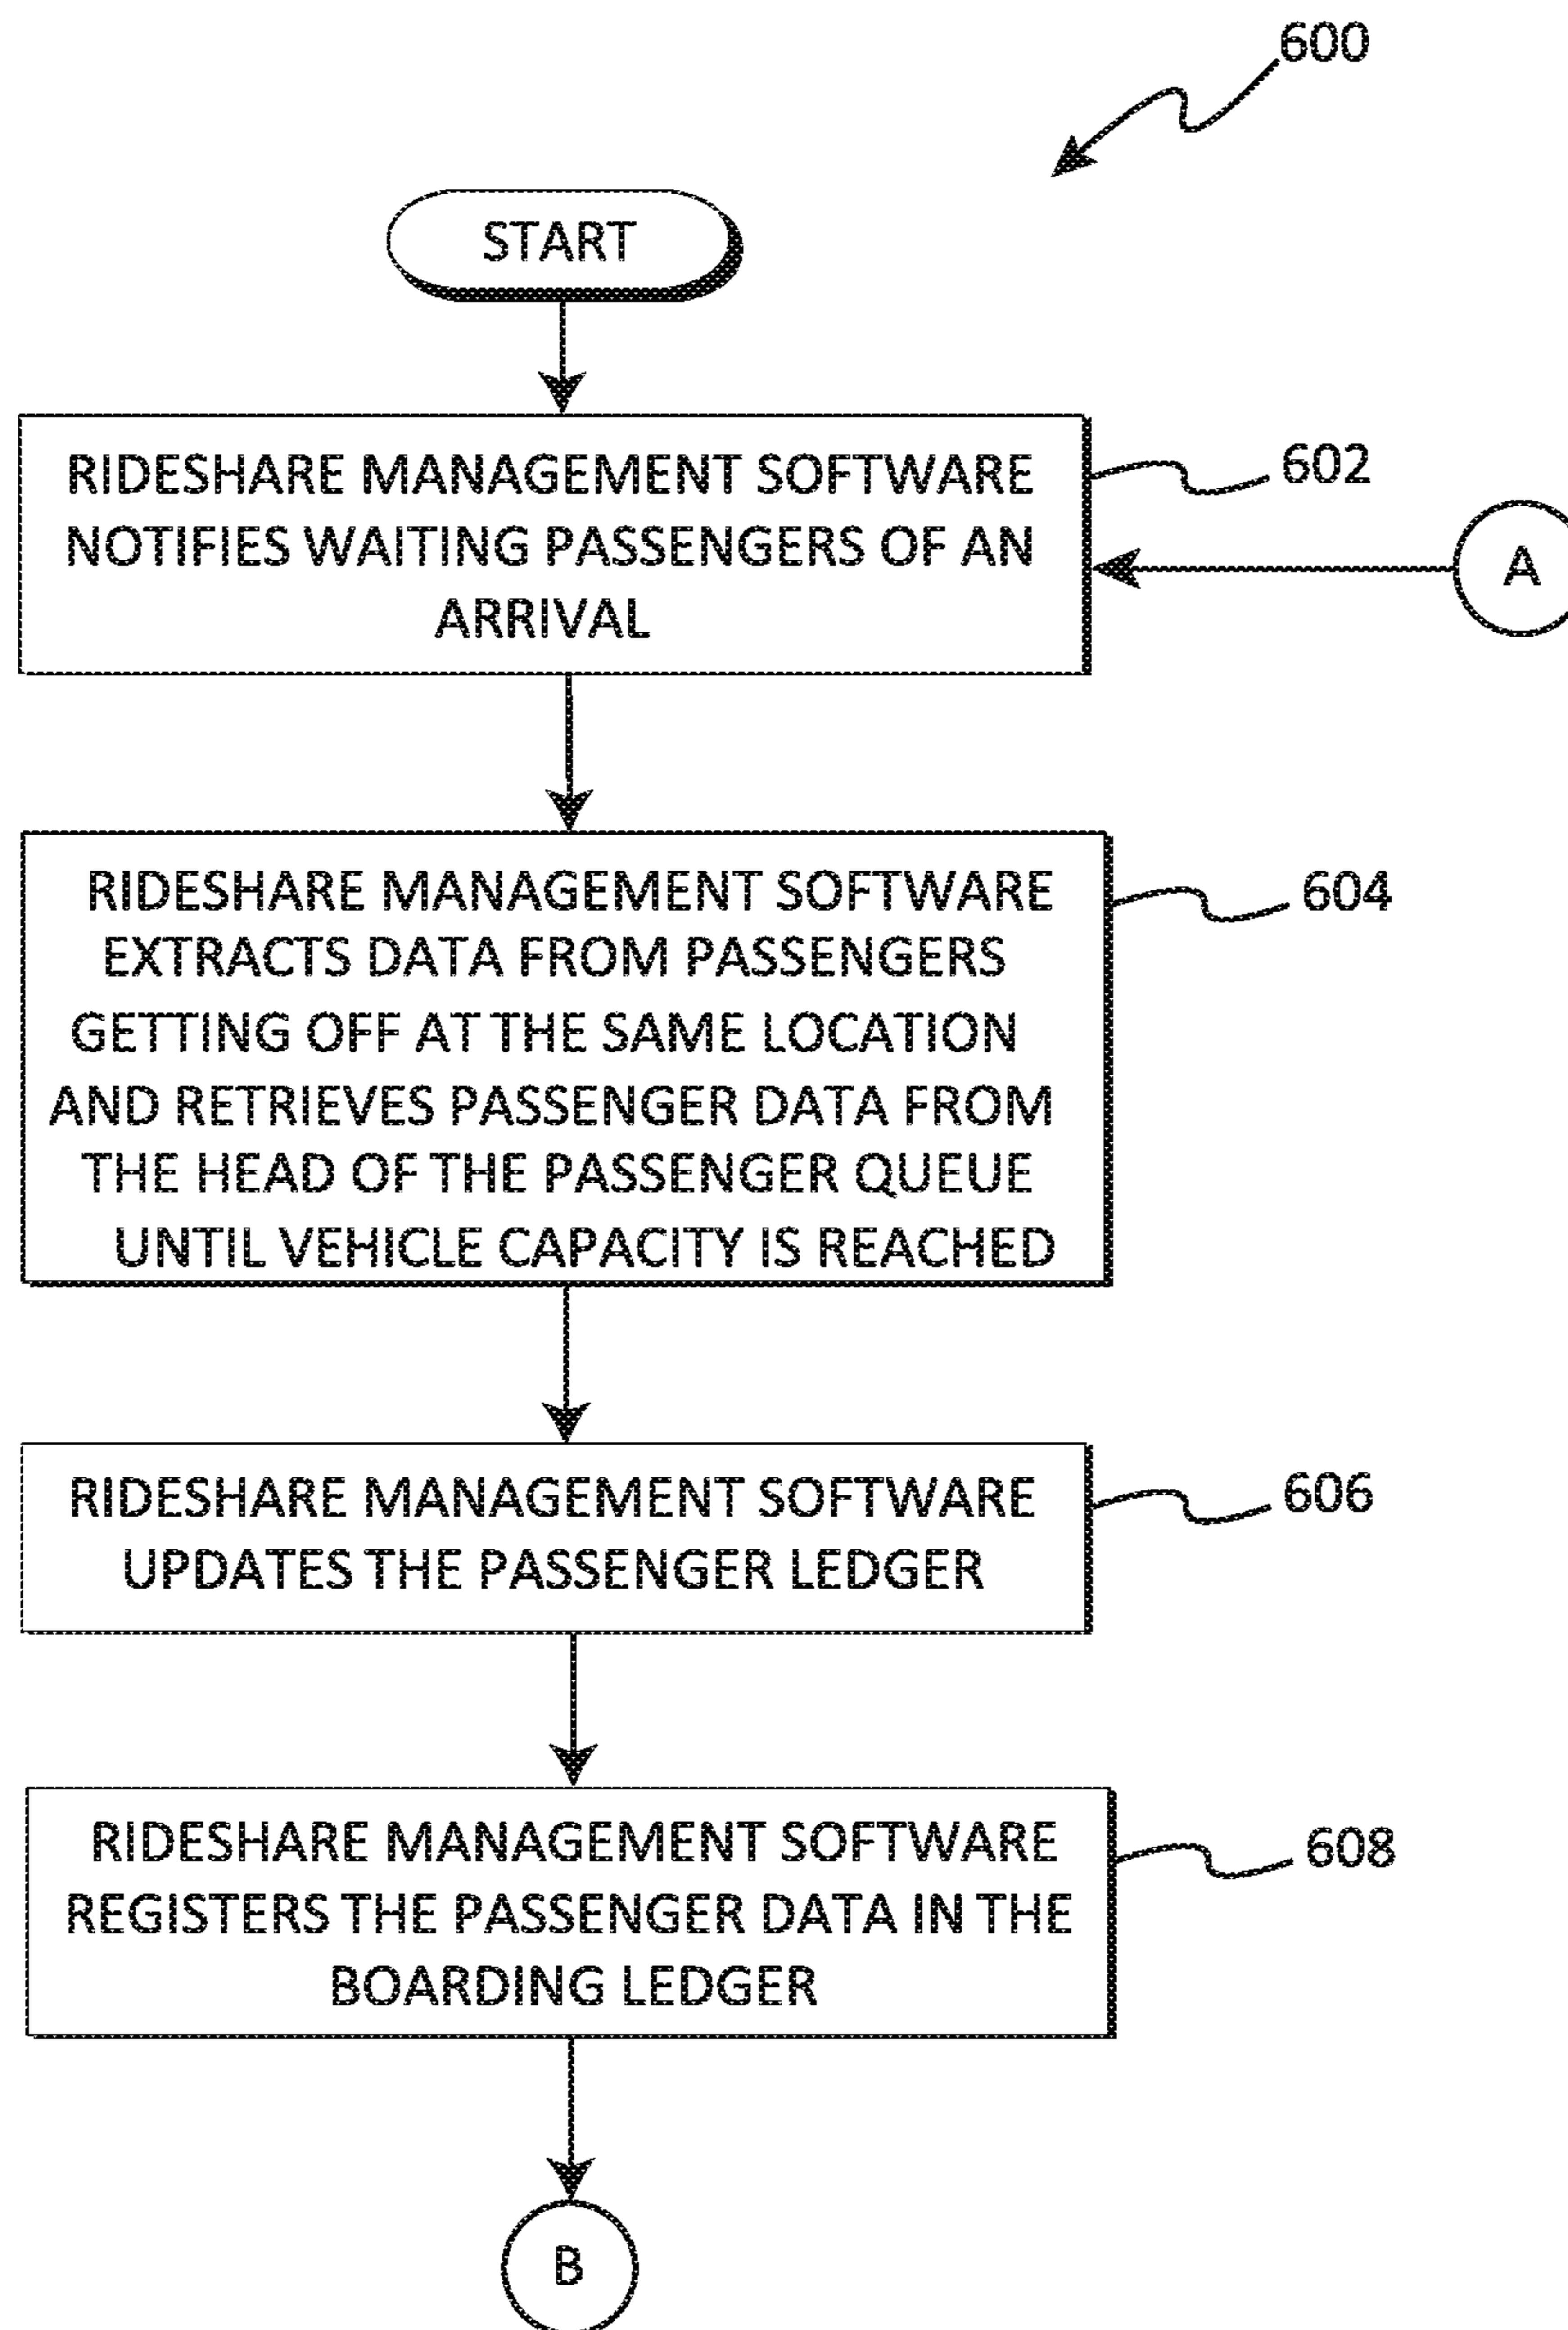 600
START
RIDESHARE MANAGEMENT SOFTWARE
NOTIFIES WAITING PASSENGERS OF AN
ARRIVAL
602
A
RIDESHARE MANAGEMENT SOFTWARE
EXTRACTS DATA FROM PASSENGERS
GETTING OFF AT THE SAME LOCATION
AND RETRIEVES PASSENGER DATA FROM
THE HEAD OF THE PASSENGER QUEUE
UNTIL VEHICLE CAPACITY IS REACHED
604
RIDESHARE MANAGEMENT SOFTWARE
UPDATES THE PASSENGER LEDGER
606
RIDESHARE MANAGEMENT SOFTWARE
REGISTERS THE PASSENGER DATA IN THE
BOARDING LEDGER
608
B